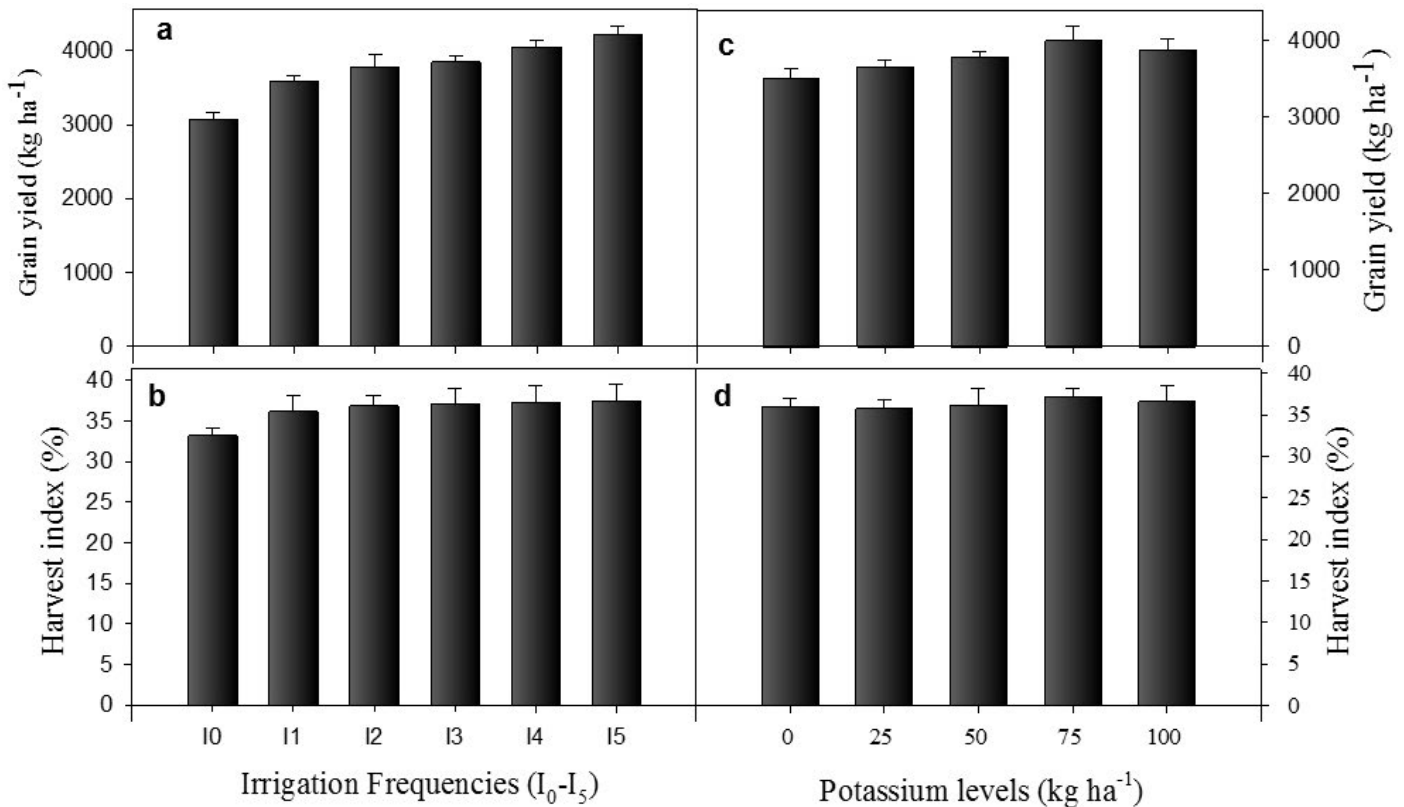 a
Grain yield (kg ha-1)
4000
3000
2000
1000
0
c
4000
3000
2000
1000
0
Grain yield (kg ha-1)
b
Harvest index (%)
40
35
30
25
20
15
10
5
0
I0 I1 I2 I3 I4 I5
Irrigation Frequencies (I0-I5)
d
40
35
30
25
20
15
10
5
0
Harvest index (%)
0 25 50 75 100
Potassium levels (kg ha-1)